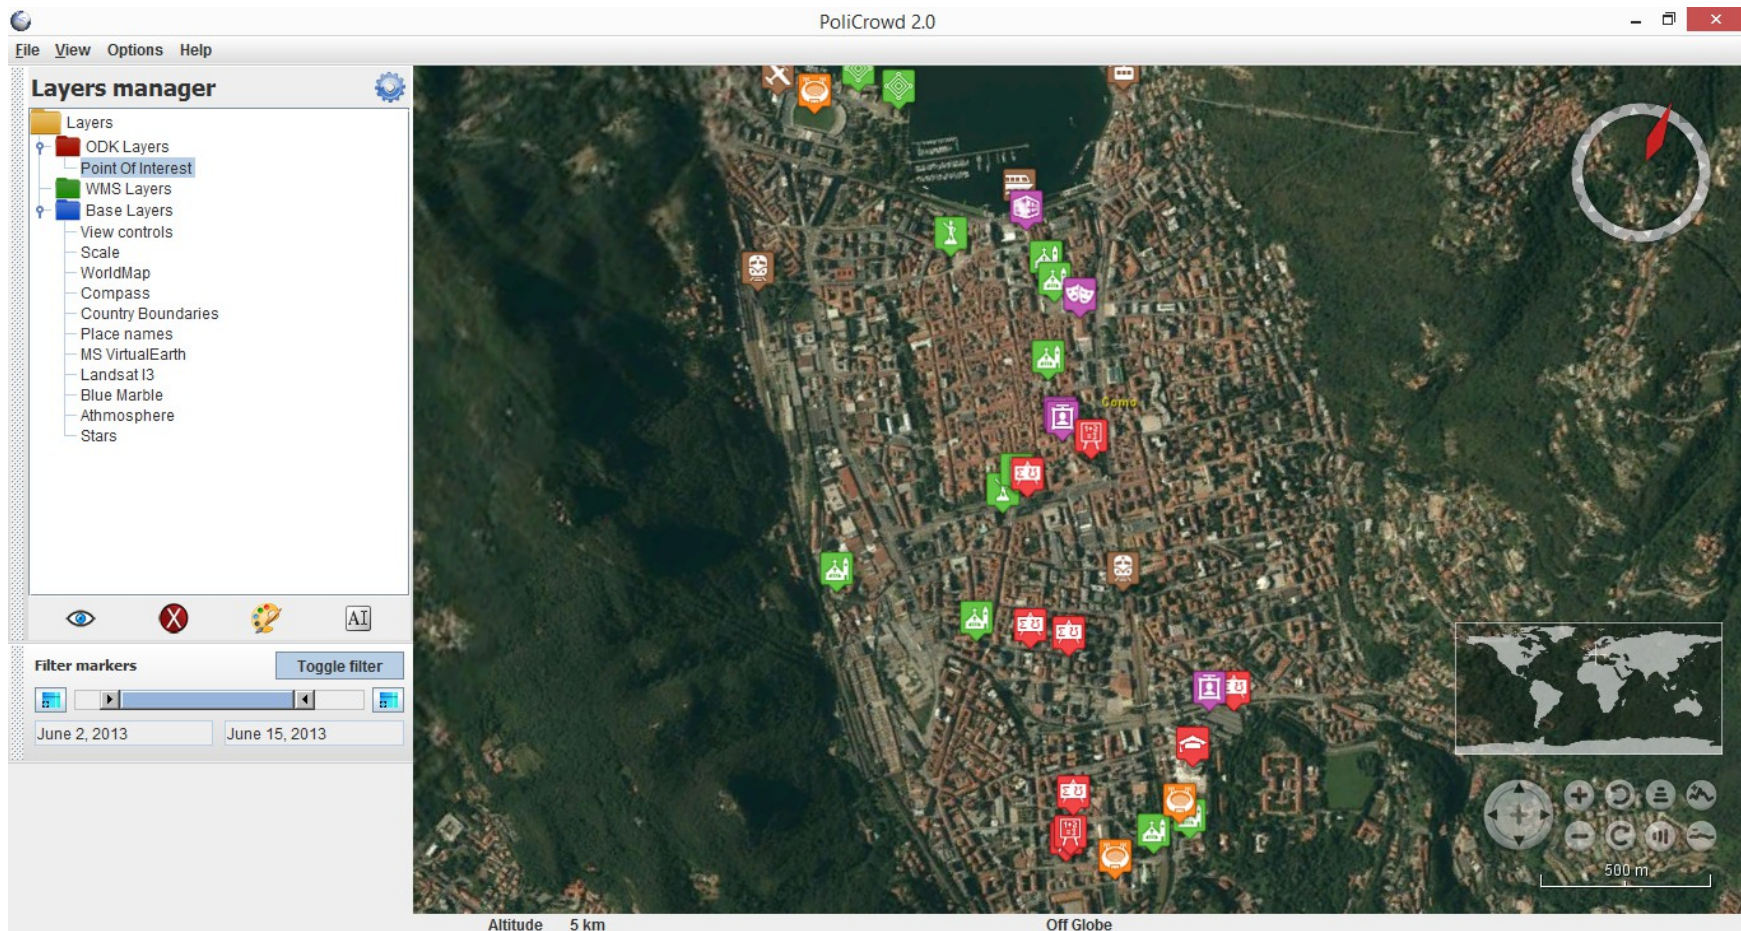 PoliCrowd 2.0
File View Options Help
Layers manager
Layers
ODK Layers
Point Of Interest
WMS Layers
Base Layers
View controls
Scale
WorldMap
Compass
Country Boundaries
Place names
MS VirtualEarth
Landsat I3
Blue Marble
Athmosphere
Stars
AI
Filter markers
Toggle filter
June 2, 2013
June 15, 2013
Como
500 m
Altitude 5 km
Off Globe